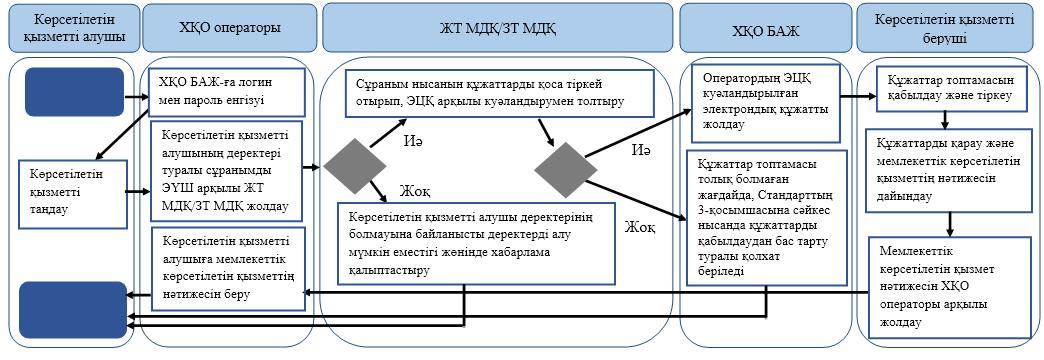 Көрсетілетін
қызметті алушы
ХҚО операторы
ЖТ МДҚ/ЗТ МДҚ
ХҚО БАЖ
Көрсетілетін қызметті
беруші
ХҚО БАЖ-ға логин
мен пароль енгізуі
Көрсетілетін
қызметті
таңдау
Көрсетілетін қызметті
алушының деректері
туралы сұранымды
ЭҮШ арқылы ЖТ
МДҚ/ЗТ МДҚ жолдау
Көрсетілетін қызметті
алушыға мемлекеттік
көрсетілетін қызметтің
нәтижесін беру
Сұраным нысанын құжаттарды қоса тіркей
отырып, ЭЦҚ арқылы куәландырумен толтыру
Иә
Жоқ
Көрсетілетін қызметті алушы деректерінің
болмауына байланысты деректерді алу
мүмкін еместігі жөнінде хабарлама
қалыптастыру
Иә
Жоқ
Оператордың ЭЦҚ
куәландырылған
электрондық құжатты
жолдау
Құжаттар топтамасы
толық болмаған
жағдайда, Стандарттың
3-қосымшасына сәйкес
нысанда құжаттарды
қабылдаудан бас тарту
туралы қолхат
беріледі
Құжаттар топтамасын
қабылдау және тіркеу
Құжаттарды қарау және
мемлекеттік көрсетілетін
қызметтің нәтижесін
дайындау
Мемлекеттік
көрсетілетін қызмет
нәтижесін ХҚО
операторы арқылы
жолдау